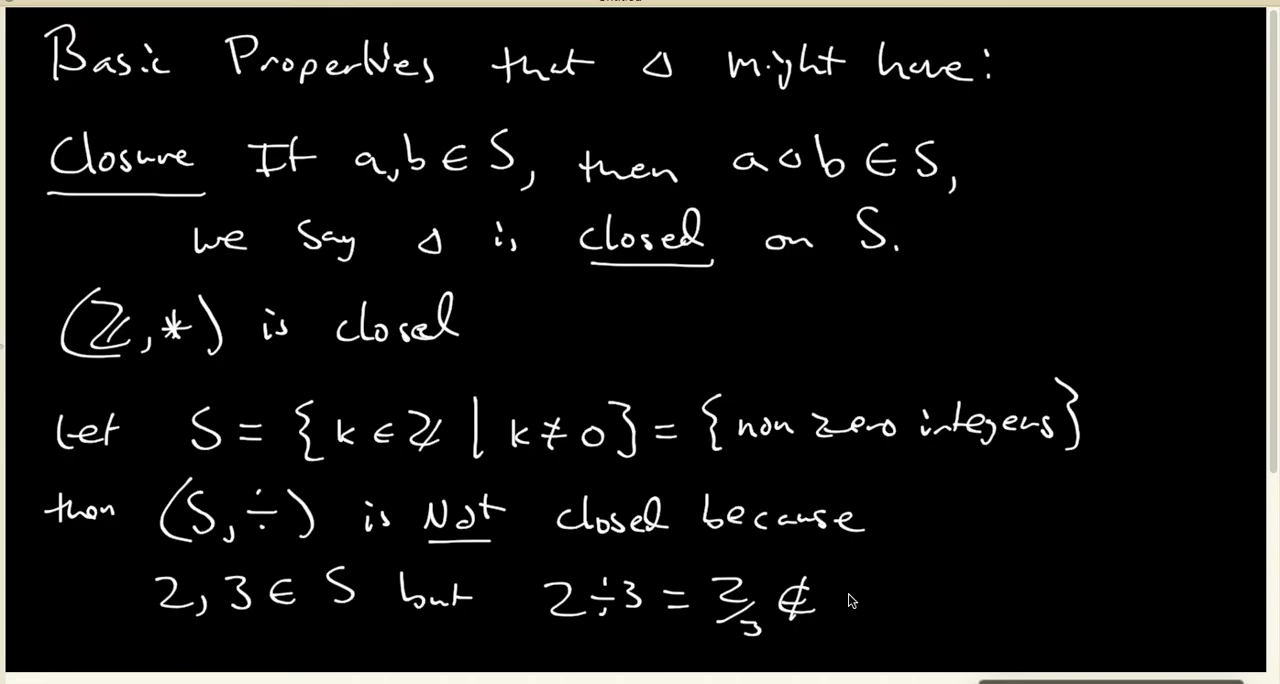 Basic Properties that △ might have:
Closure If a,b ∈ S, then a△b ∈ S,
we say △ is closed on S.
(ℤ,*) is closed
Let S = {k ∈ ℤ | k ≠ 0} = {non zero integers}
then (S,÷) is Not closed because
2,3 ∈ S but 2÷3 = 2/3 ∉